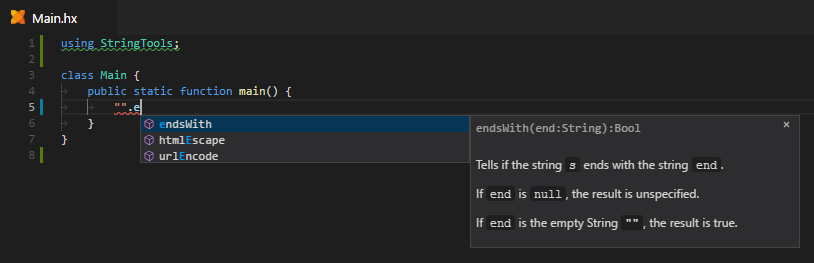 Main.hx
1 using StringTools;
2
3 class Main {
4 public static function main() {
5 "".e
6 }
7 }
8
endsWith
htmlEscape
urlEncode
endsWith(end:String):Bool ×
Tells if the string s ends with the string end.
If end is null, the result is unspecified.
If end is the empty String "", the result is true.